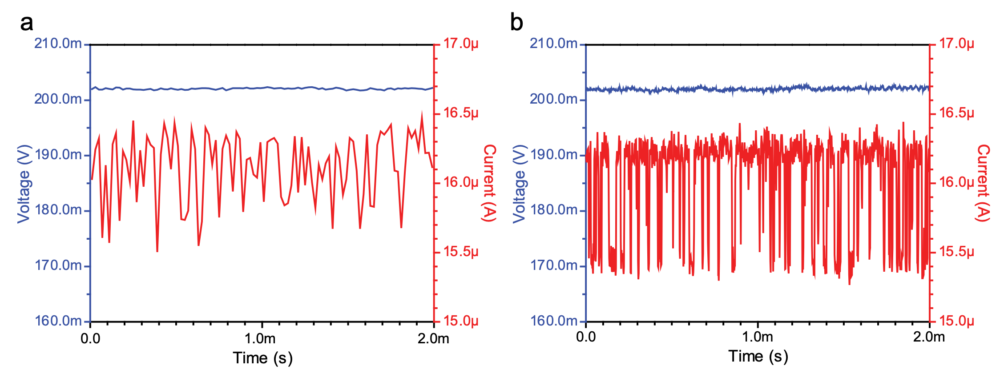 a
210.0m
200.0m
190.0m
180.0m
170.0m
160.0m
Voltage (V)
17.0µ
16.5µ
16.0µ
15.5µ
15.0µ
Current (A)
0.0
1.0m
2.0m
Time (s)
b
210.0m
200.0m
190.0m
180.0m
170.0m
160.0m
Voltage (V)
17.0µ
16.5µ
16.0µ
15.5µ
15.0µ
Current (A)
0.0
1.0m
2.0m
Time (s)